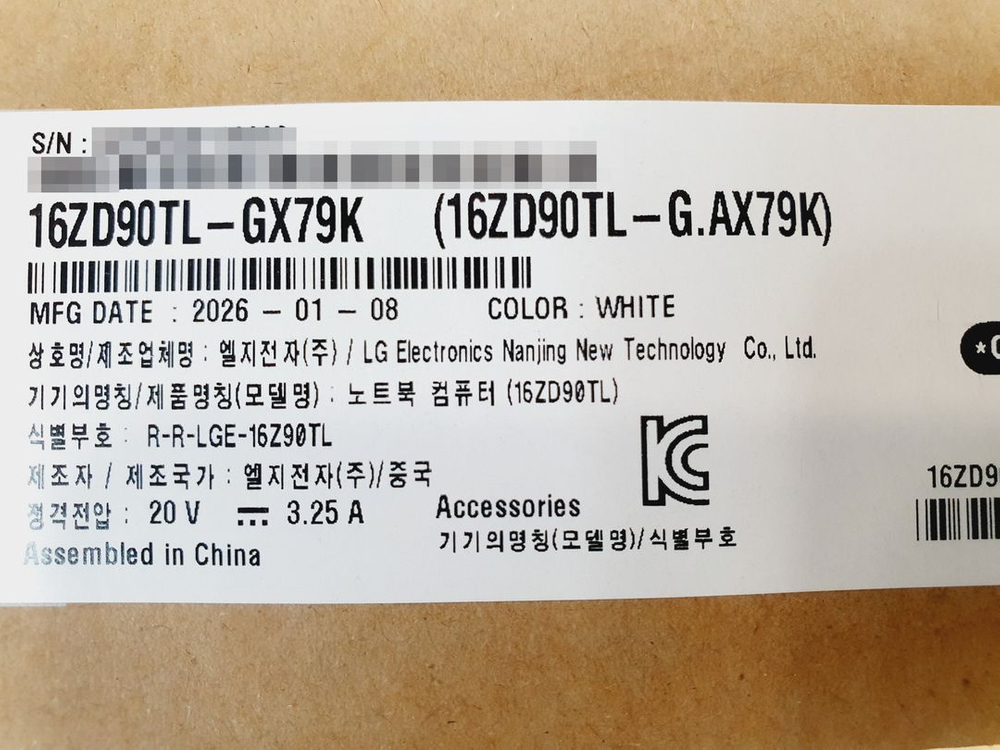 S/N :
16ZD90TL-GX79K (16ZD90TL-G.AX79K)
MFG DATE : 2026 - 01 - 08 COLOR : WHITE
상호명/제조업체명 : 엘지전자(주) / LG Electronics Nanjing New Technology Co., Ltd.
기기의명칭/제품명칭(모델명) : 노트북 컴퓨터 (16ZD90TL)
식별부호 : R-R-LGE-16Z90TL
제조자 / 제조국가 : 엘지전자(주)/중국
정격전압 : 20 V ⎓ 3.25 A
Assembled in China
Accessories
기기의명칭(모델명)/식별부호
KC
16ZD9